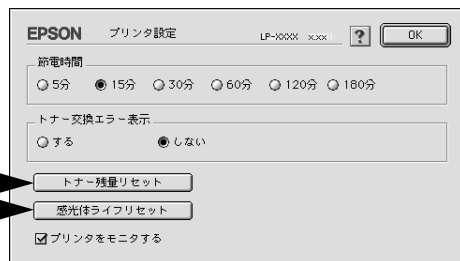 EPSON プリンタ設定 LP-XXXX x.xx ? OK
節電時間
5分 15分 30分 60分 120分 180分
トナー交換エラー表示
する しない
トナー残量リセット
感光体ライフリセット
プリンタをモニタする